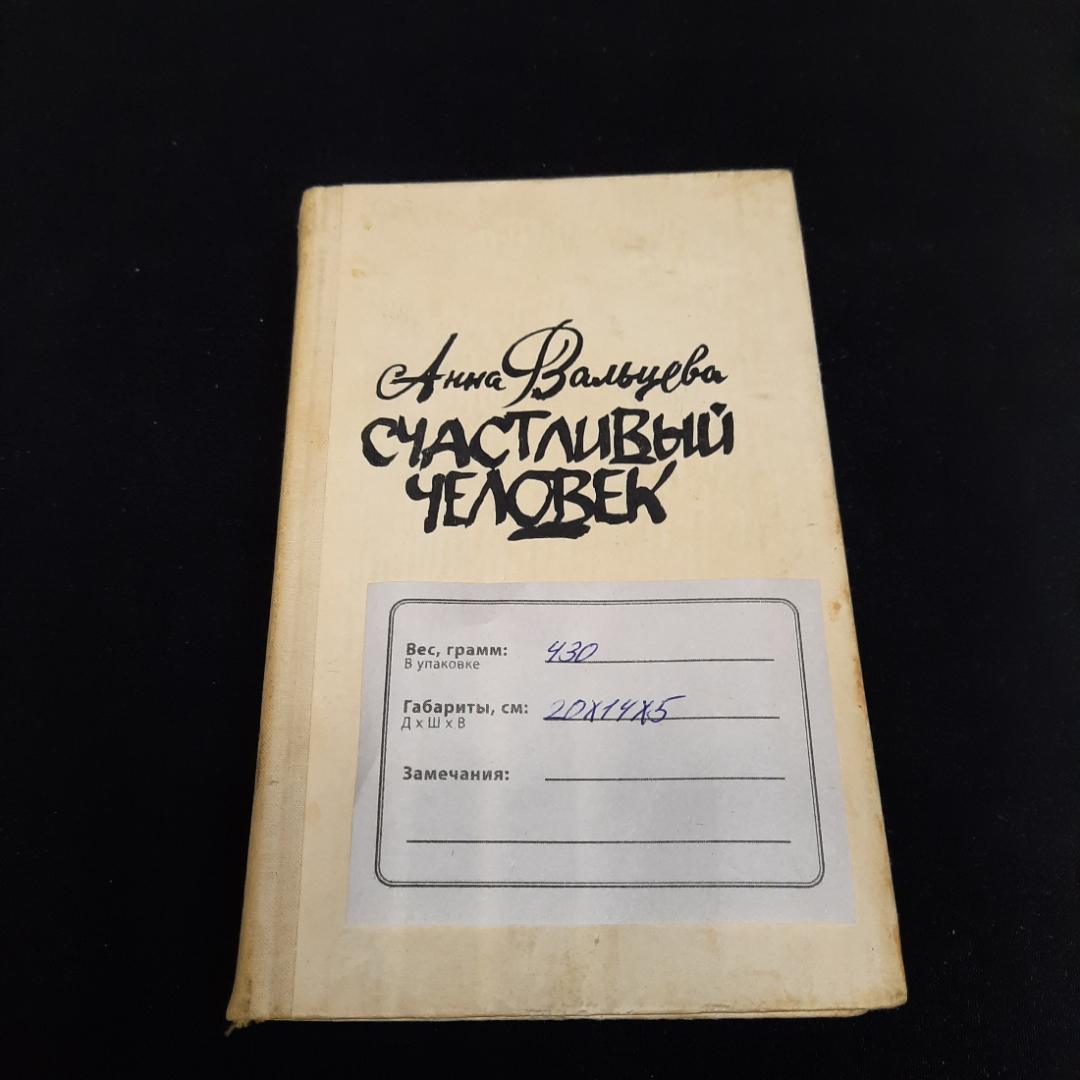 Анна Вальцева
СЧАСТЛИВЫЙ
ЧЕЛОВЕК
Вес, грамм: 430
В упаковке
Габариты, см: 20х14х5
Д х Ш х В
Замечания: